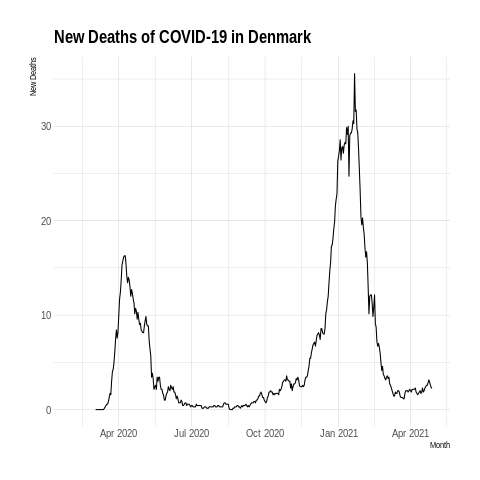 New Deaths of COVID-19 in Denmark
New Deaths
30
20
10
0
Apr 2020 Jul 2020 Oct 2020 Jan 2021 Apr 2021
Month